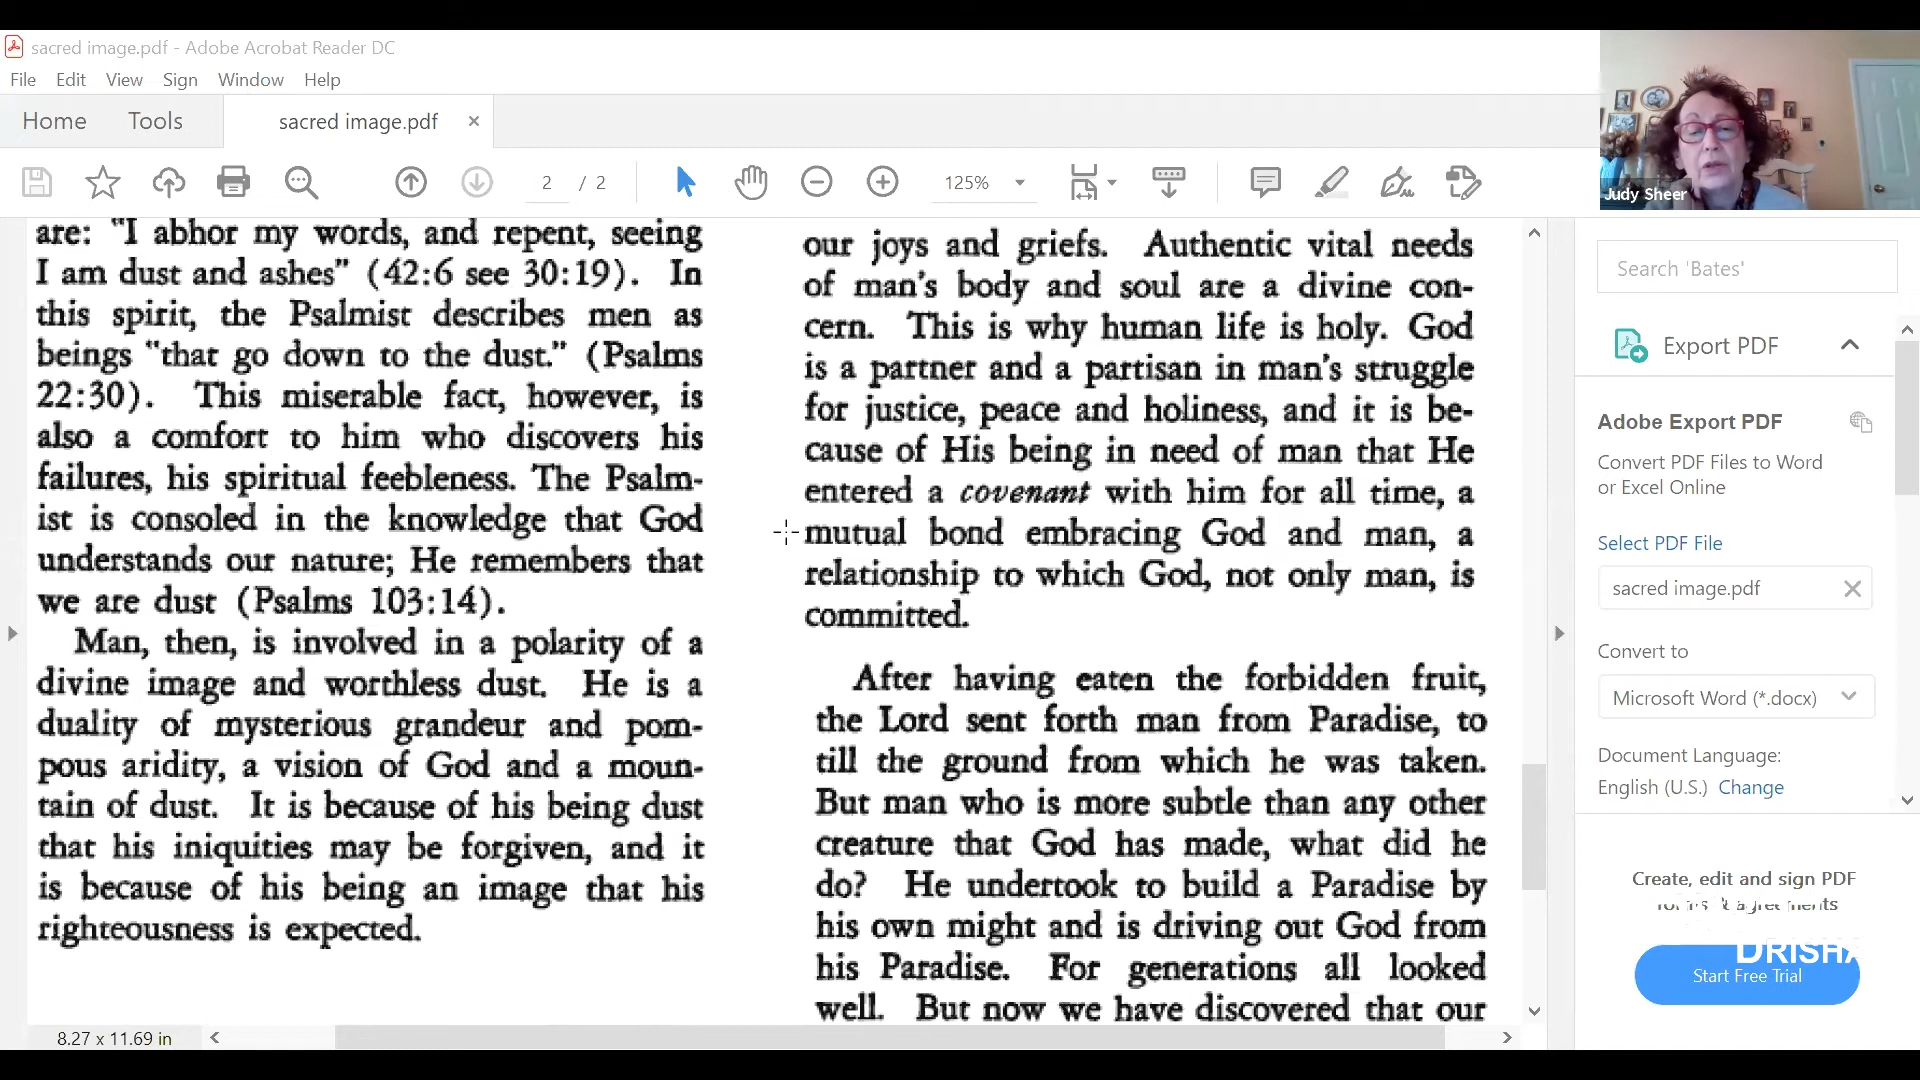 sacred image.pdf - Adobe Acrobat Reader DC
File Edit View Sign Window Help
Home Tools sacred image.pdf ×
2 / 2 125%
Judy Sheer
are: "I abhor my words, and repent, seeing
I am dust and ashes" (42:6 see 30:19). In
this spirit, the Psalmist describes men as
beings "that go down to the dust." (Psalms
22:30). This miserable fact, however, is
also a comfort to him who discovers his
failures, his spiritual feebleness. The Psalm-
ist is consoled in the knowledge that God
understands our nature; He remembers that
we are dust (Psalms 103:14).
Man, then, is involved in a polarity of a
divine image and worthless dust. He is a
duality of mysterious grandeur and pom-
pous aridity, a vision of God and a moun-
tain of dust. It is because of his being dust
that his iniquities may be forgiven, and it
is because of his being an image that his
righteousness is expected.
our joys and griefs. Authentic vital needs
of man's body and soul are a divine con-
cern. This is why human life is holy. God
is a partner and a partisan in man's struggle
for justice, peace and holiness, and it is be-
cause of His being in need of man that He
entered a covenant with him for all time, a
mutual bond embracing God and man, a
relationship to which God, not only man, is
committed.
After having eaten the forbidden fruit,
the Lord sent forth man from Paradise, to
till the ground from which he was taken.
But man who is more subtle than any other
creature that God has made, what did he
do? He undertook to build a Paradise by
his own might and is driving out God from
his Paradise. For generations all looked
well. But now we have discovered that our
8.27 x 11.69 in
Search 'Bates'
Export PDF
Adobe Export PDF
Convert PDF Files to Word
or Excel Online
Select PDF File
sacred image.pdf
Convert to
Microsoft Word (*.docx)
Document Language:
English (U.S.) Change
Create, edit and sign PDF
Start Free Trial